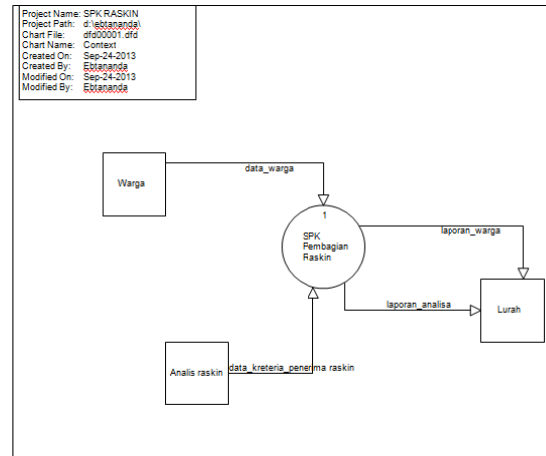 Project Name: SPK RASKIN
Project Path: d:\ebtananda\
Chart File: dfd00001.dfd
Chart Name: Context
Created On: Sep-24-2013
Created By: Ebtananda
Modified On: Sep-24-2013
Modified By: Ebtananda
data_warga
Warga
1
SPK
Pembagian
Raskin
laporan_warga
laporan_analisa
Lurah
Analis raskin
data_kreteria_penerima raskin